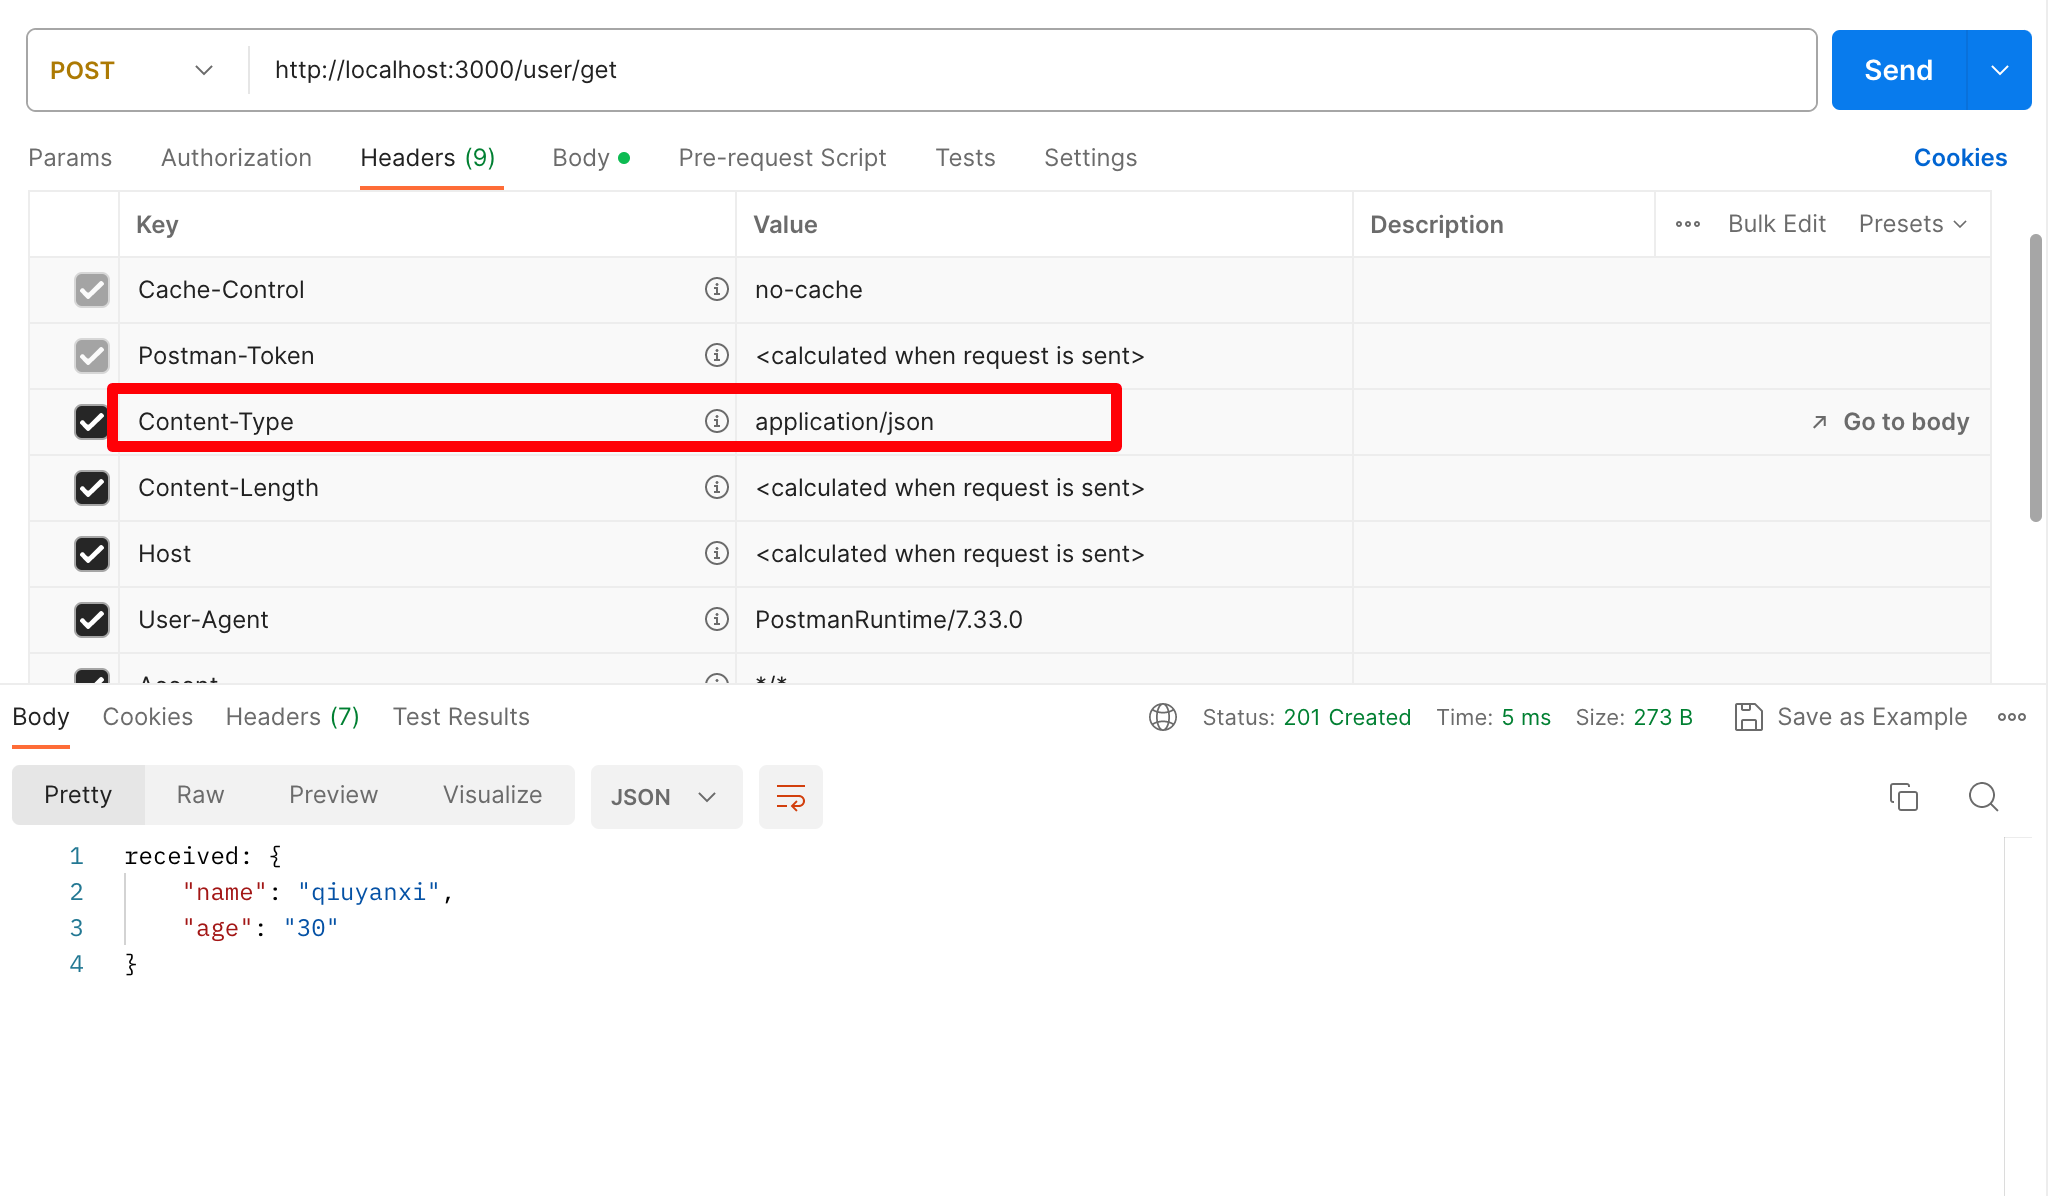 POST http://localhost:3000/user/get Send
Params Authorization Headers (9) Body Pre-request Script Tests Settings Cookies
Key Value Description Bulk Edit Presets
Cache-Control no-cache
Postman-Token <calculated when request is sent>
Content-Type application/json Go to body
Content-Length <calculated when request is sent>
Host <calculated when request is sent>
User-Agent PostmanRuntime/7.33.0
Accept */*
Body Cookies Headers (7) Test Results Status: 201 Created Time: 5 ms Size: 273 B Save as Example
Pretty Raw Preview Visualize JSON
1 received: {
2 "name": "qiuyanxi",
3 "age": "30"
4 }